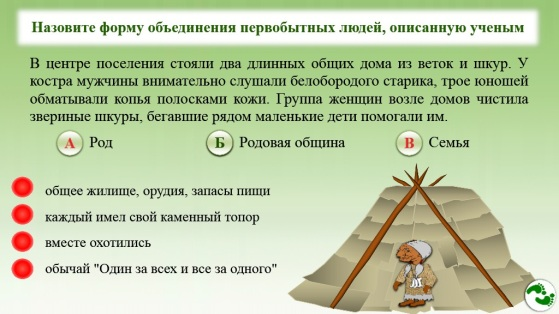 Назовите форму объединения первобытных людей, описанную ученым
В центре поселения стояли два длинных общих дома из веток и шкур. У
костра мужчины внимательно слушали белобородого старика, трое юношей
обматывали копья полосками кожи. Группа женщин возле домов чистила
звериные шкуры, бегавшие рядом маленькие дети помогали им.
А Род Б Родовая община В Семья
общее жилище, орудия, запасы пищи
каждый имел свой каменный топор
вместе охотились
обычай "Один за всех и все за одного"